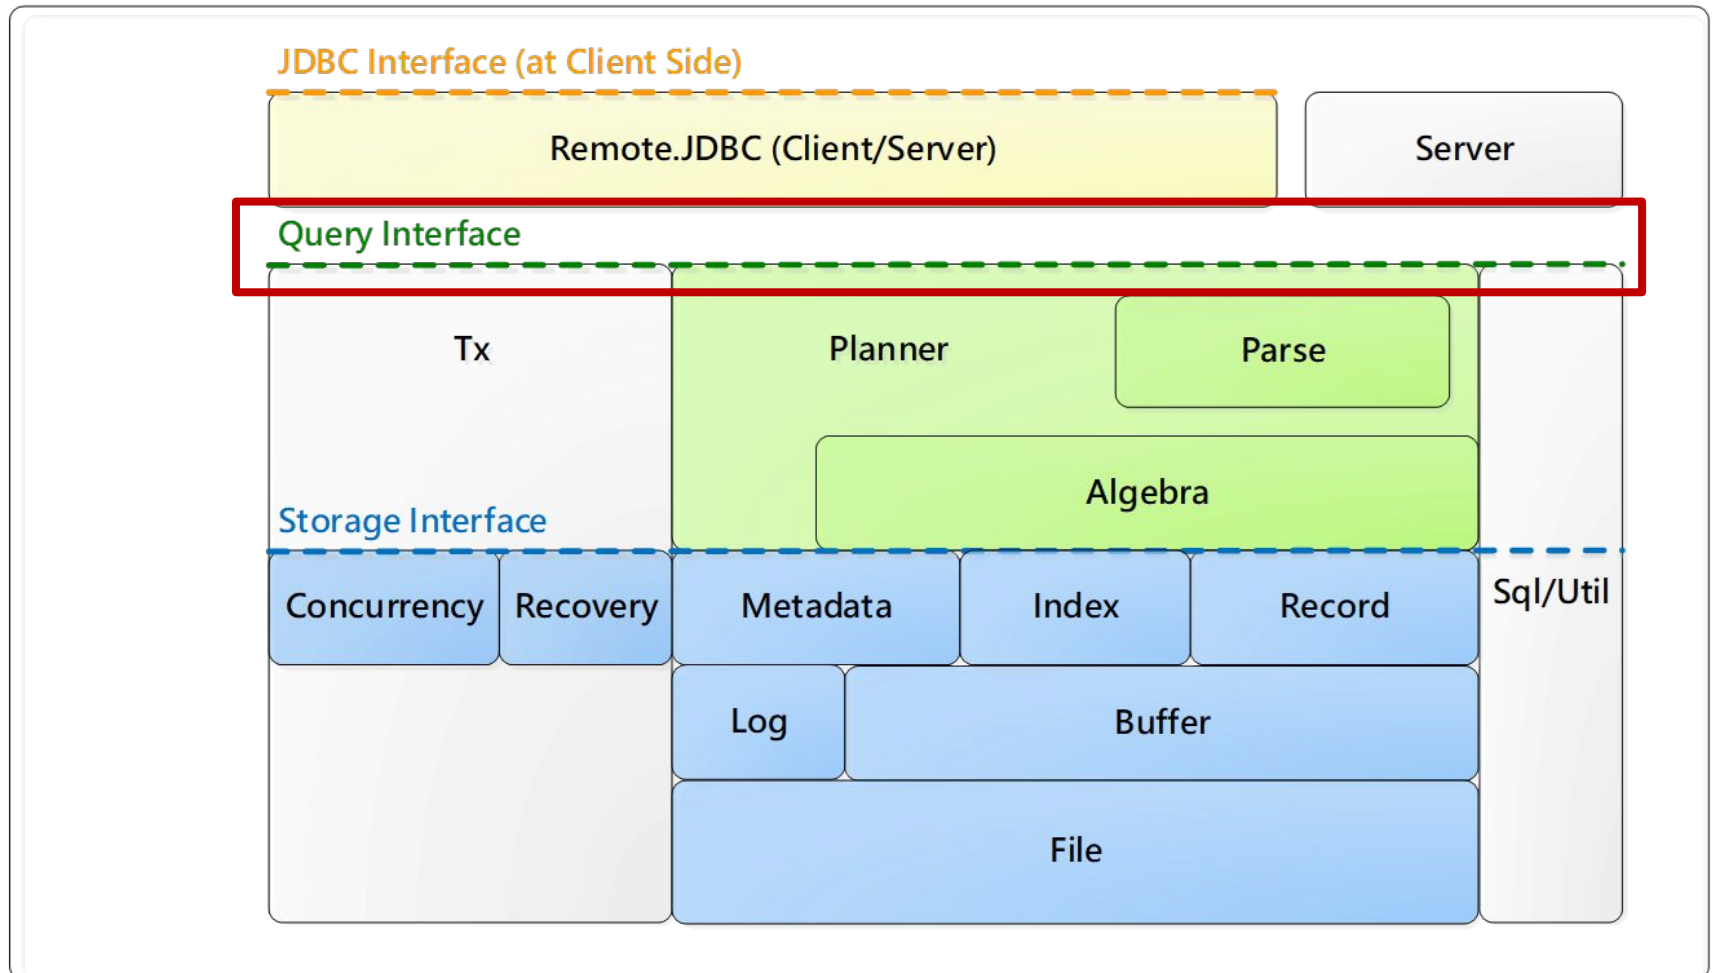 JDBC Interface (at Client Side)
Remote.JDBC (Client/Server)
Server
Query Interface
Tx
Planner
Parse
Algebra
Storage Interface
Concurrency
Recovery
Metadata
Index
Record
Sql/Util
Log
Buffer
File